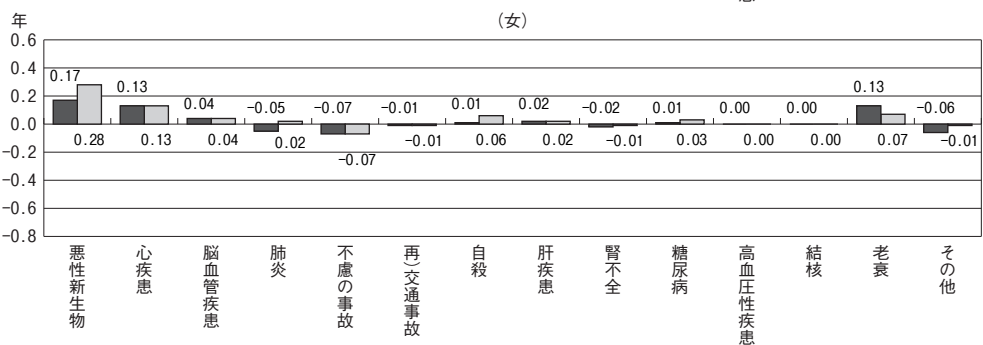 年
(女)
0.6
0.4
0.2
0.0
−0.2
−0.4
−0.6
−0.8
0.17 0.13 0.04 −0.05 −0.07 −0.01 0.01 0.02 −0.02 0.01 0.00 0.00 0.13 −0.06
0.28 0.13 0.04 0.02 −0.07 −0.01 0.06 0.02 −0.01 0.03 0.00 0.00 0.07 −0.01
悪性新生物
心疾患
脳血管疾患
肺炎
不慮の事故
再)交通事故
自殺
肝疾患
腎不全
糖尿病
高血圧性疾患
結核
老衰
その他